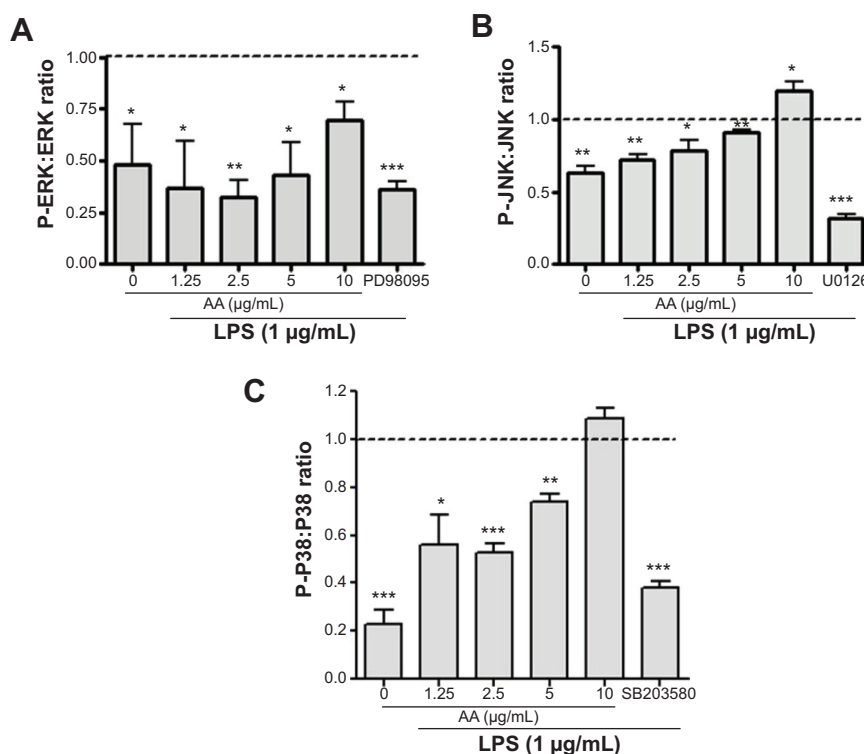 A
P-ERK:ERK ratio
1.00
0.75
0.50
0.25
0.00
* * ** * * ***
0 1.25 2.5 5 10 PD98095
AA (µg/mL)
LPS (1 µg/mL)
B
P-JNK:JNK ratio
1.5
1.0
0.5
0.0
** ** * ** * ***
0 1.25 2.5 5 10 U0126
AA (µg/mL)
LPS (1 µg/mL)
C
P-P38:P38 ratio
1.2
1.0
0.8
0.6
0.4
0.2
0.0
*** * *** ** ***
0 1.25 2.5 5 10 SB203580
AA (µg/mL)
LPS (1 µg/mL)